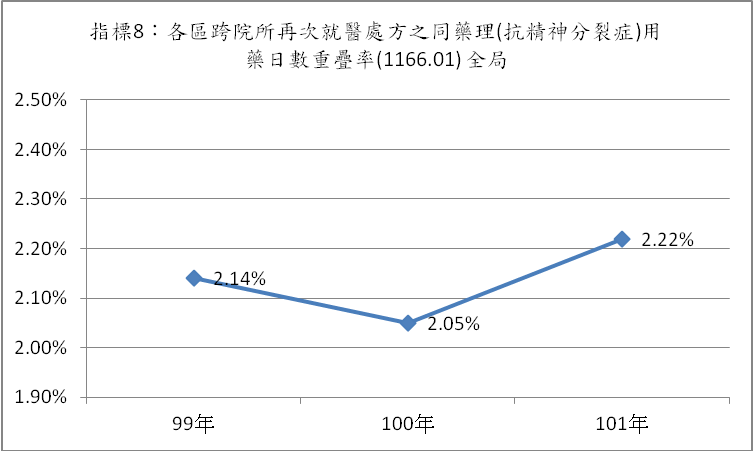 指標8：各區跨院所再次就醫處方之同藥理(抗精神分裂症)用
藥日數重疊率(1166.01) 全局
2.50%
2.40%
2.30%
2.20%
2.10%
2.00%
1.90%
2.14%
2.05%
2.22%
99年
100年
101年